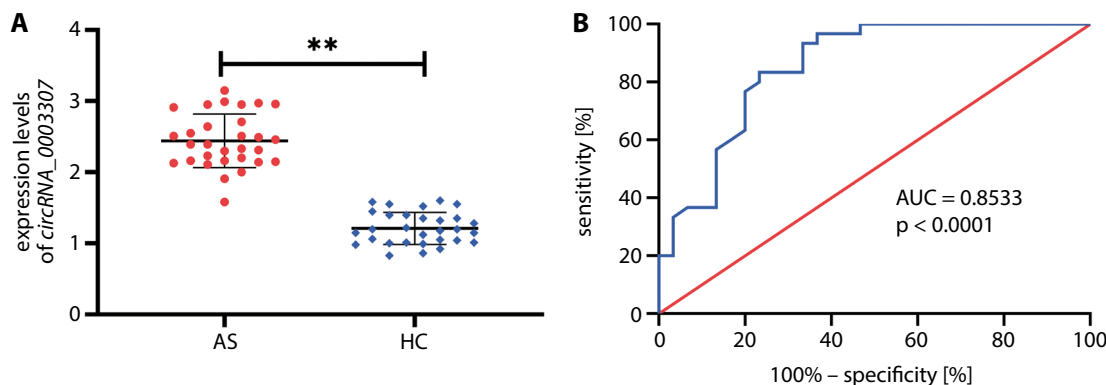 A
expression levels
of circRNA_0003307
4
3
2
1
0
**
AS
HC
B
sensitivity [%]
100
80
60
40
20
0
AUC = 0.8533
p < 0.0001
0 20 40 60 80 100
100% – specificity [%]